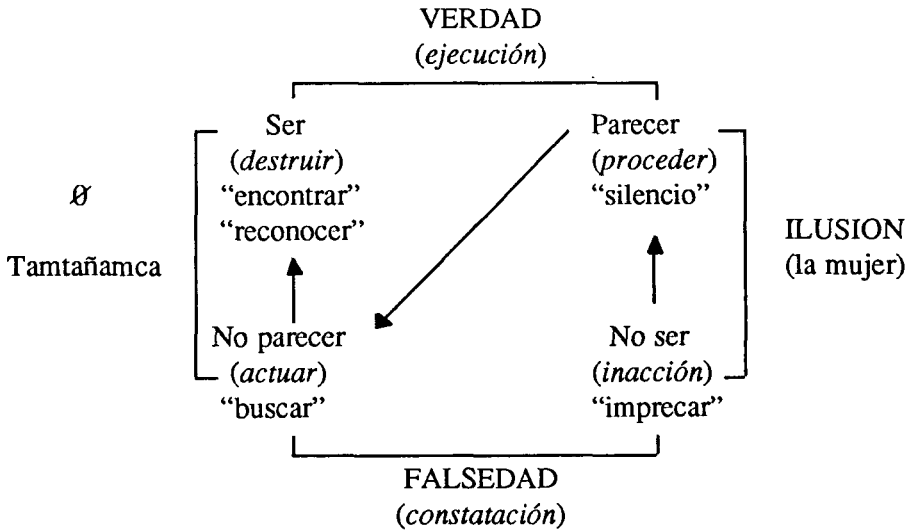 VERDAD
(ejecución)
Ser
(destruir)
“encontrar”
“reconocer”
Parecer
(proceder)
“silencio”
Ø
Tamtañamca
ILUSION
(la mujer)
No parecer
(actuar)
“buscar”
No ser
(inacción)
“imprecar”
FALSEDAD
(constatación)